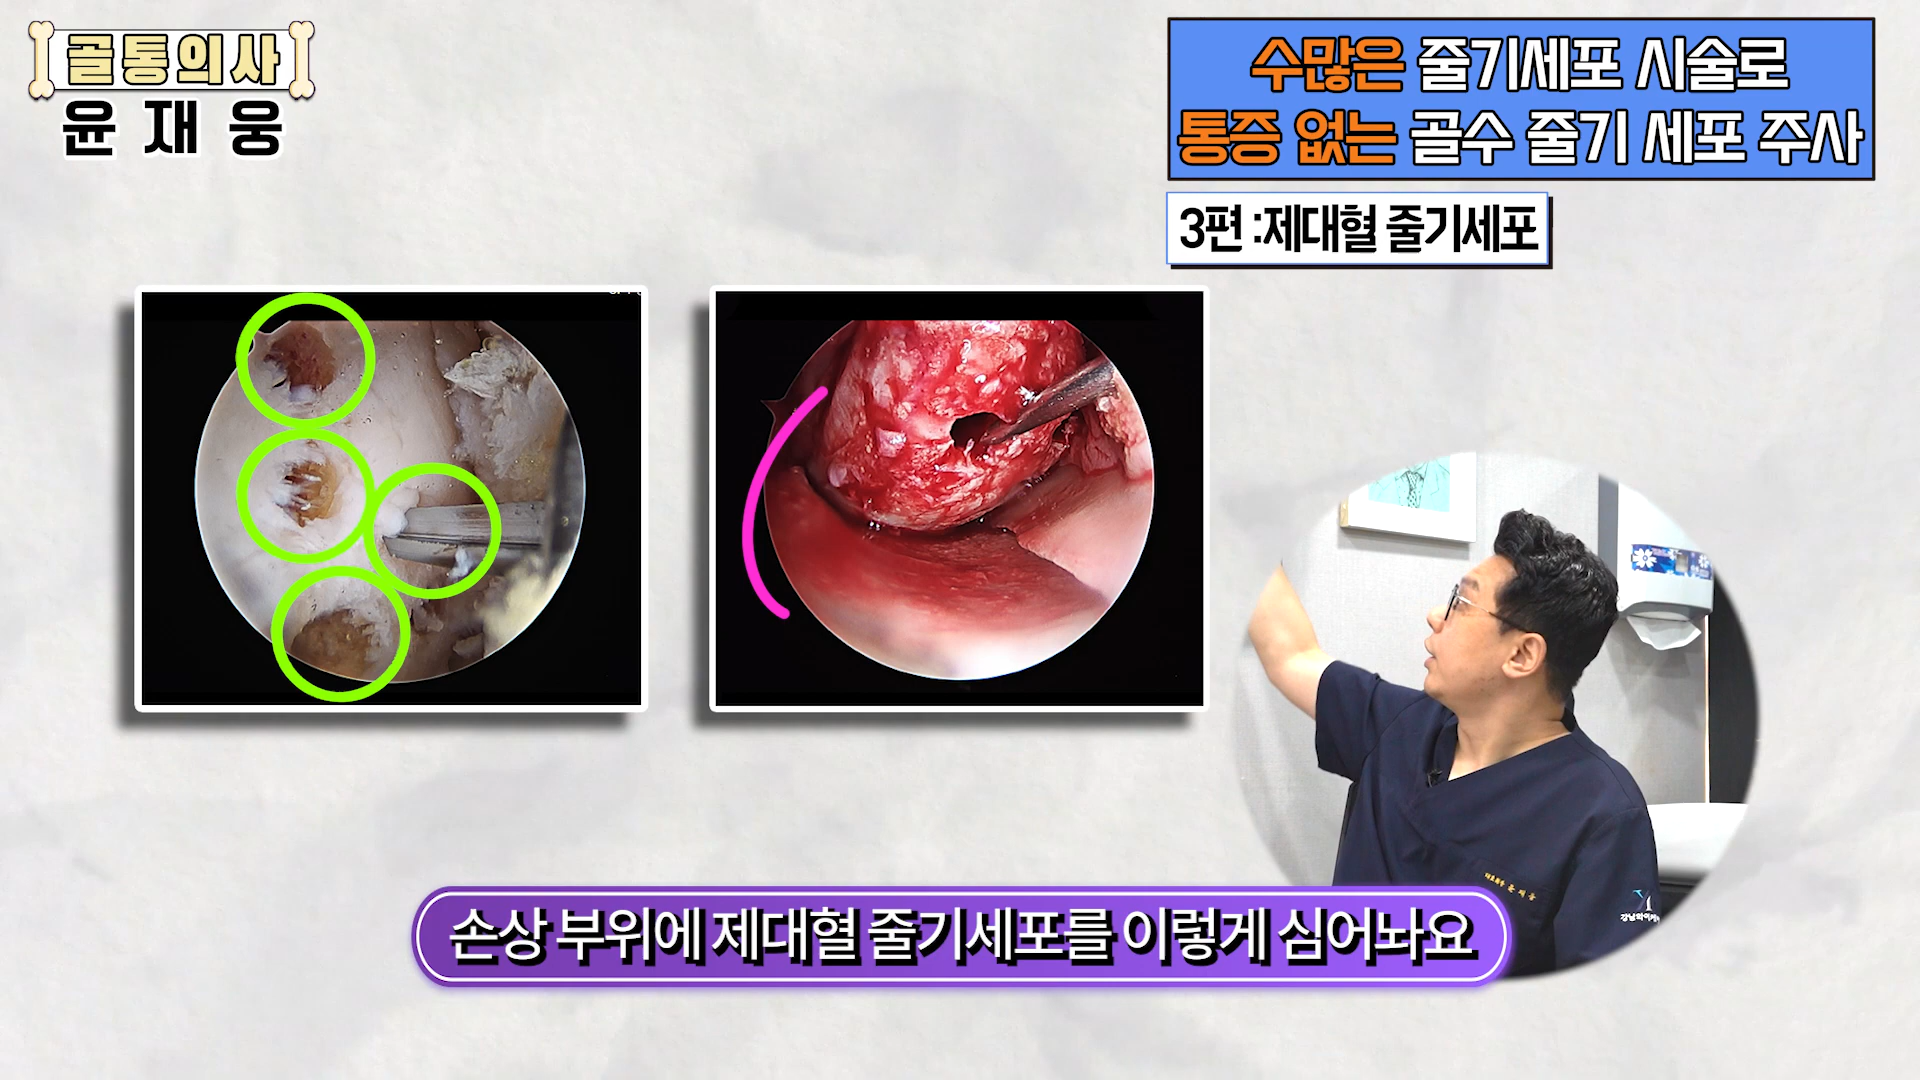 골통의사
윤재웅
수많은 줄기세포 시술로
통증 없는 골수 줄기 세포 주사
3편 :제대혈 줄기세포
손상 부위에 제대혈 줄기세포를 이렇게 심어놔요